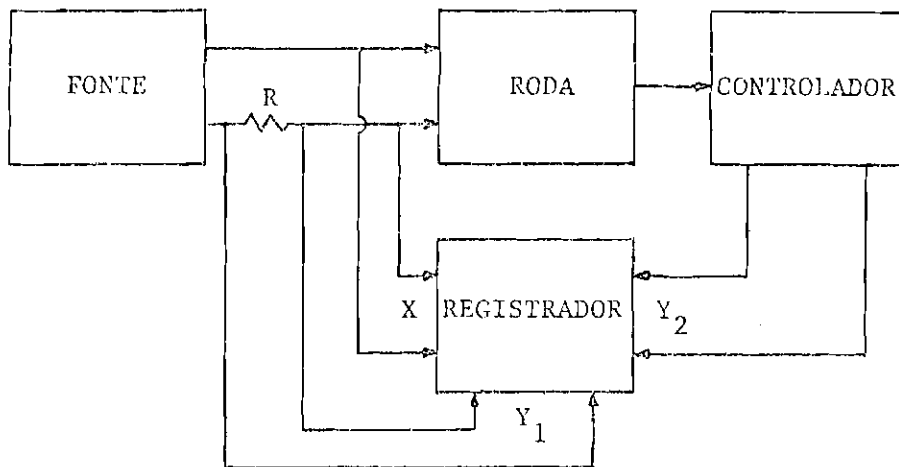 FONTE
R
RODA
CONTROLADOR
X
REGISTRADOR
Y2
Y1